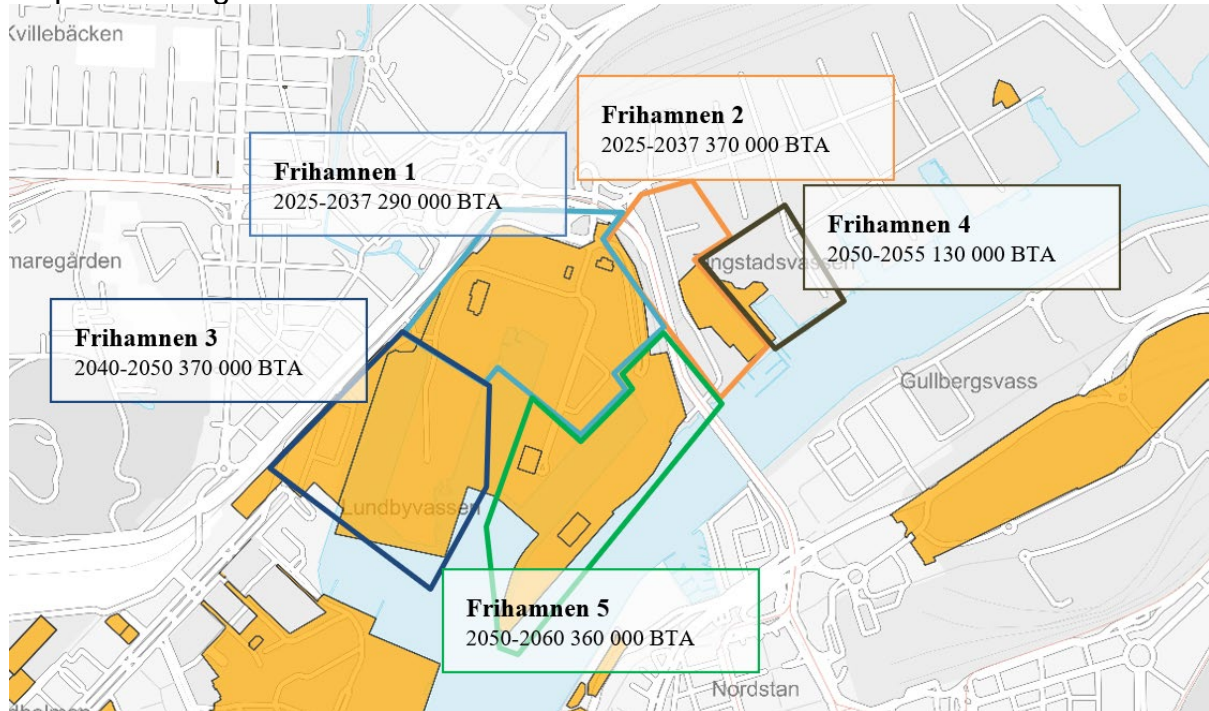 Kvillebäcken
Frihamnen 2
2025-2037 370 000 BTA
Frihamnen 1
2025-2037 290 000 BTA
Frihamnen 4
2050-2055 130 000 BTA
maregården
ngstadsvassen
Frihamnen 3
2040-2050 370 000 BTA
Gullbergsvass
Lundbyvassen
Frihamnen 5
2050-2060 360 000 BTA
Nordstan